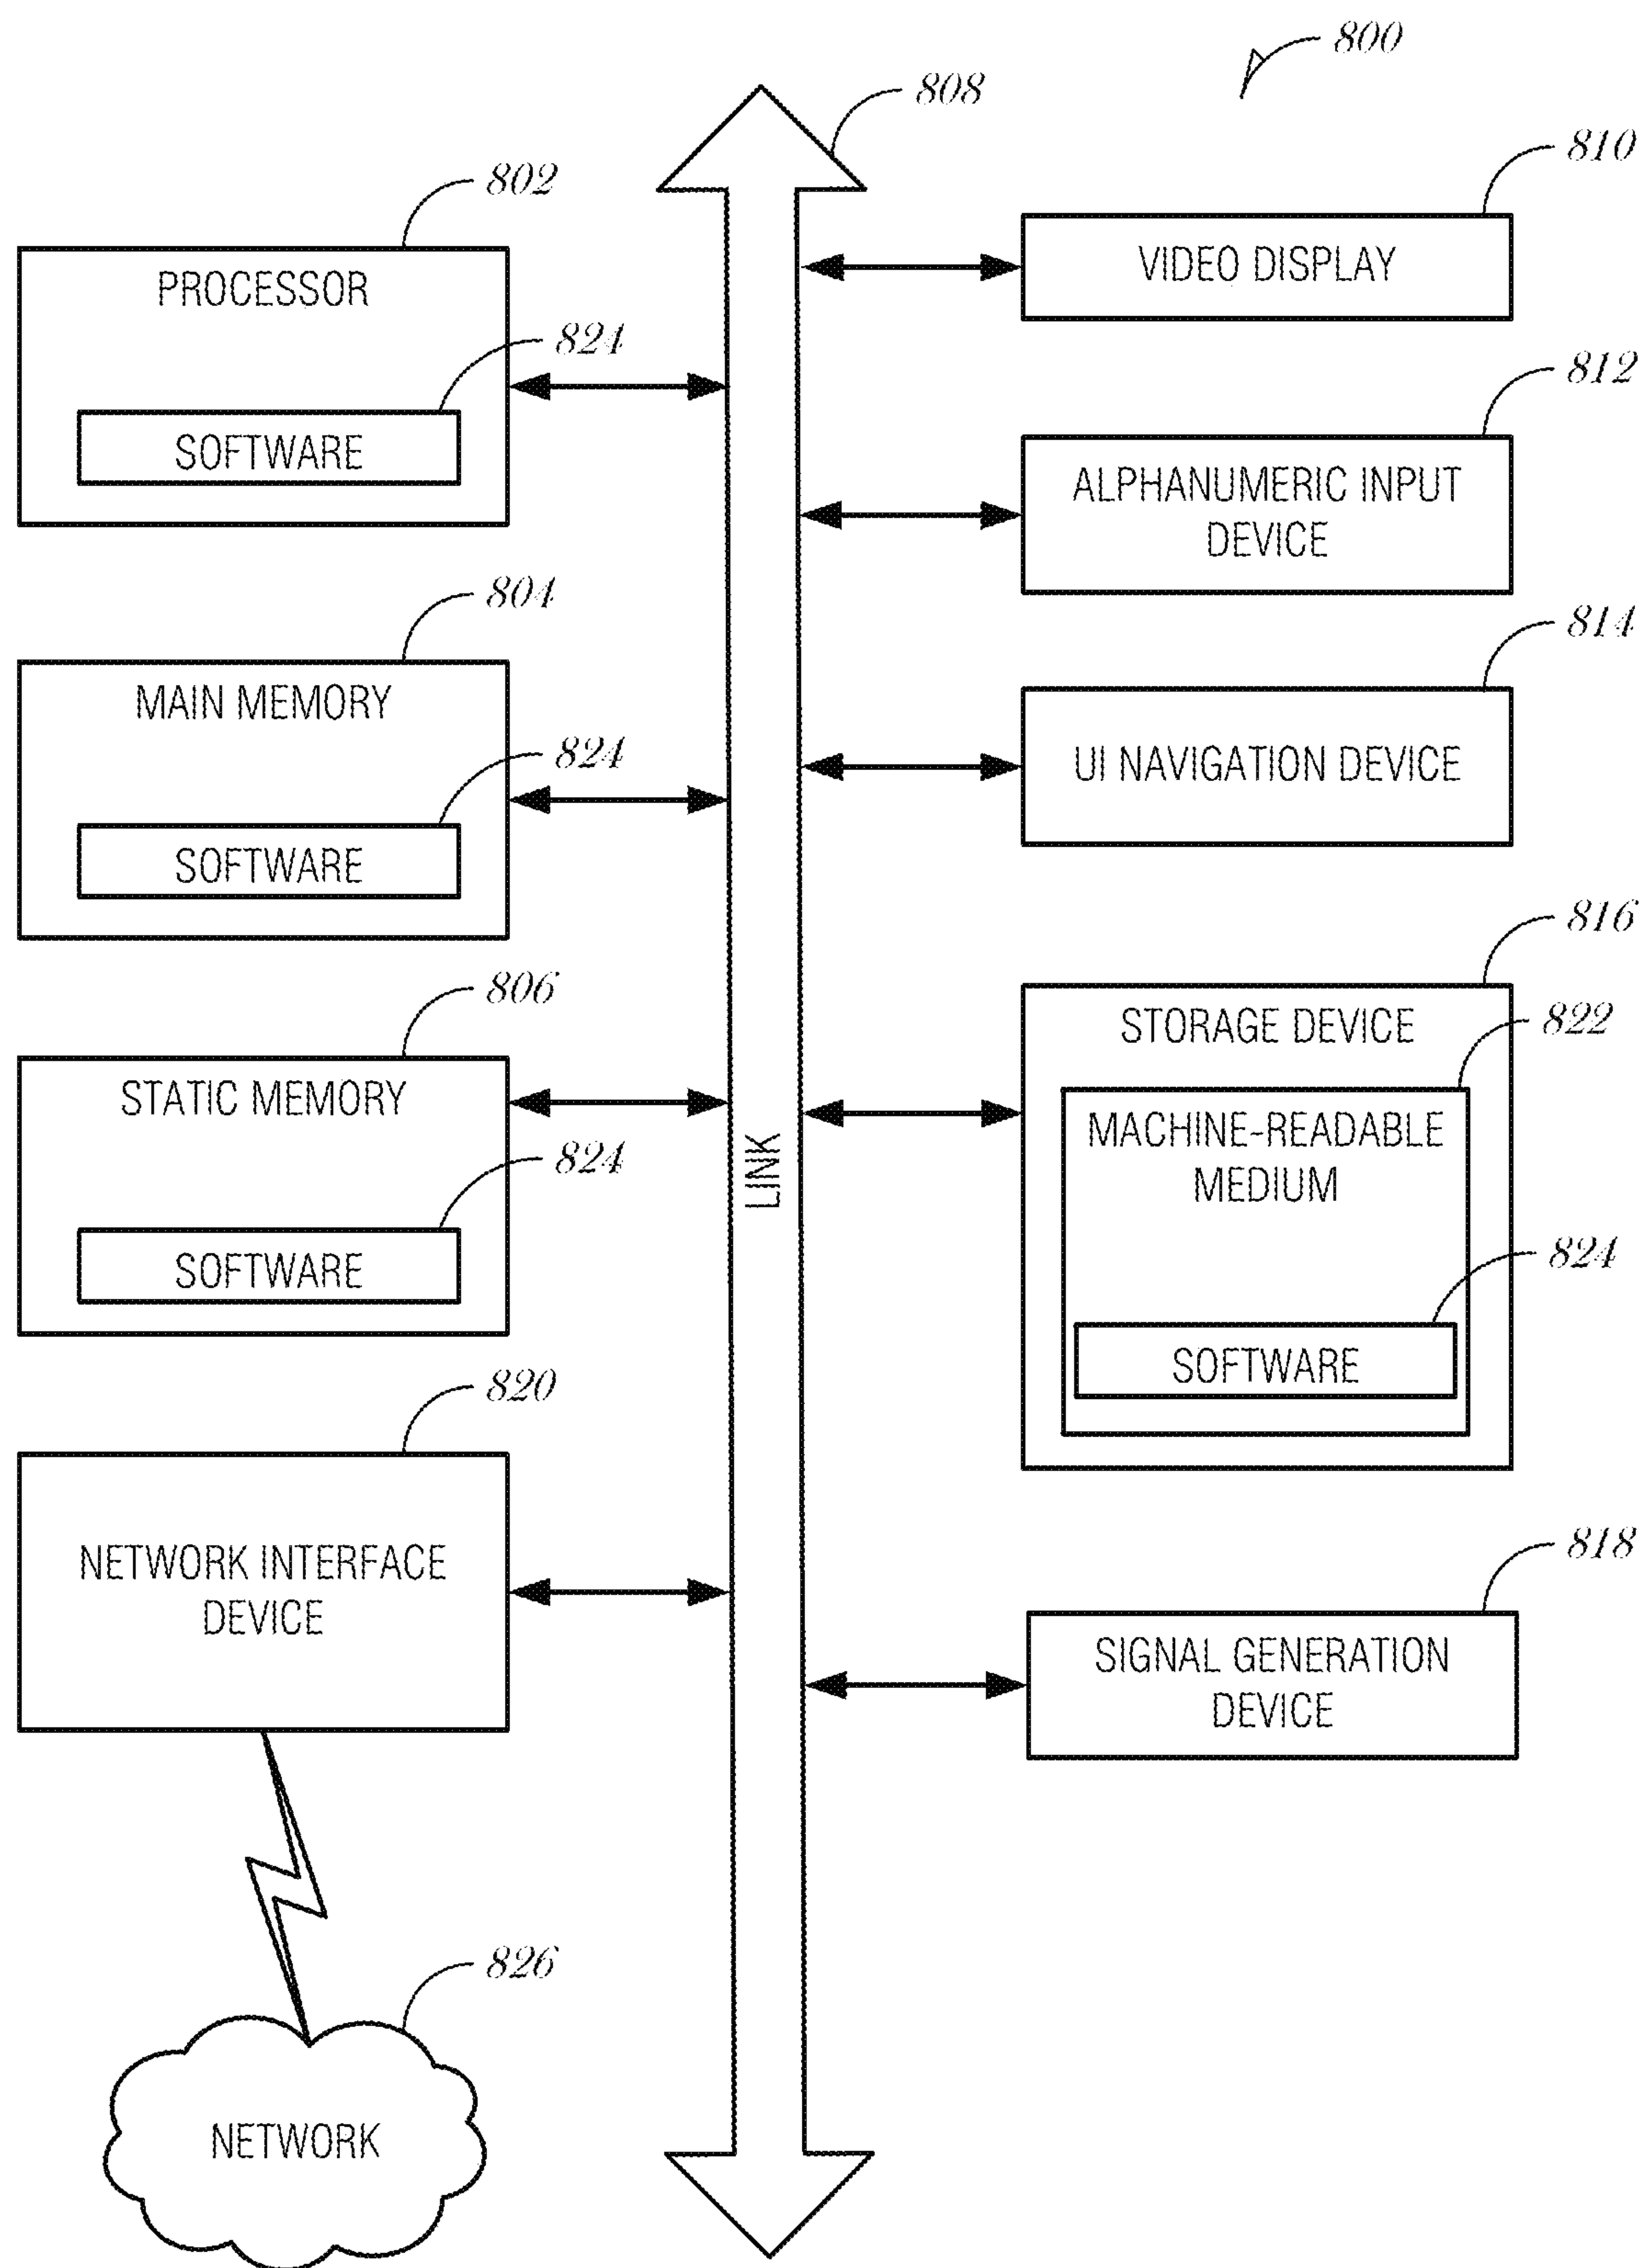 800
808
802
PROCESSOR
824
SOFTWARE
804
MAIN MEMORY
824
SOFTWARE
806
STATIC MEMORY
824
SOFTWARE
820
NETWORK INTERFACE
DEVICE
826
NETWORK
LINK
810
VIDEO DISPLAY
812
ALPHANUMERIC INPUT
DEVICE
814
UI NAVIGATION DEVICE
816
STORAGE DEVICE
822
MACHINE-READABLE
MEDIUM
824
SOFTWARE
818
SIGNAL GENERATION
DEVICE